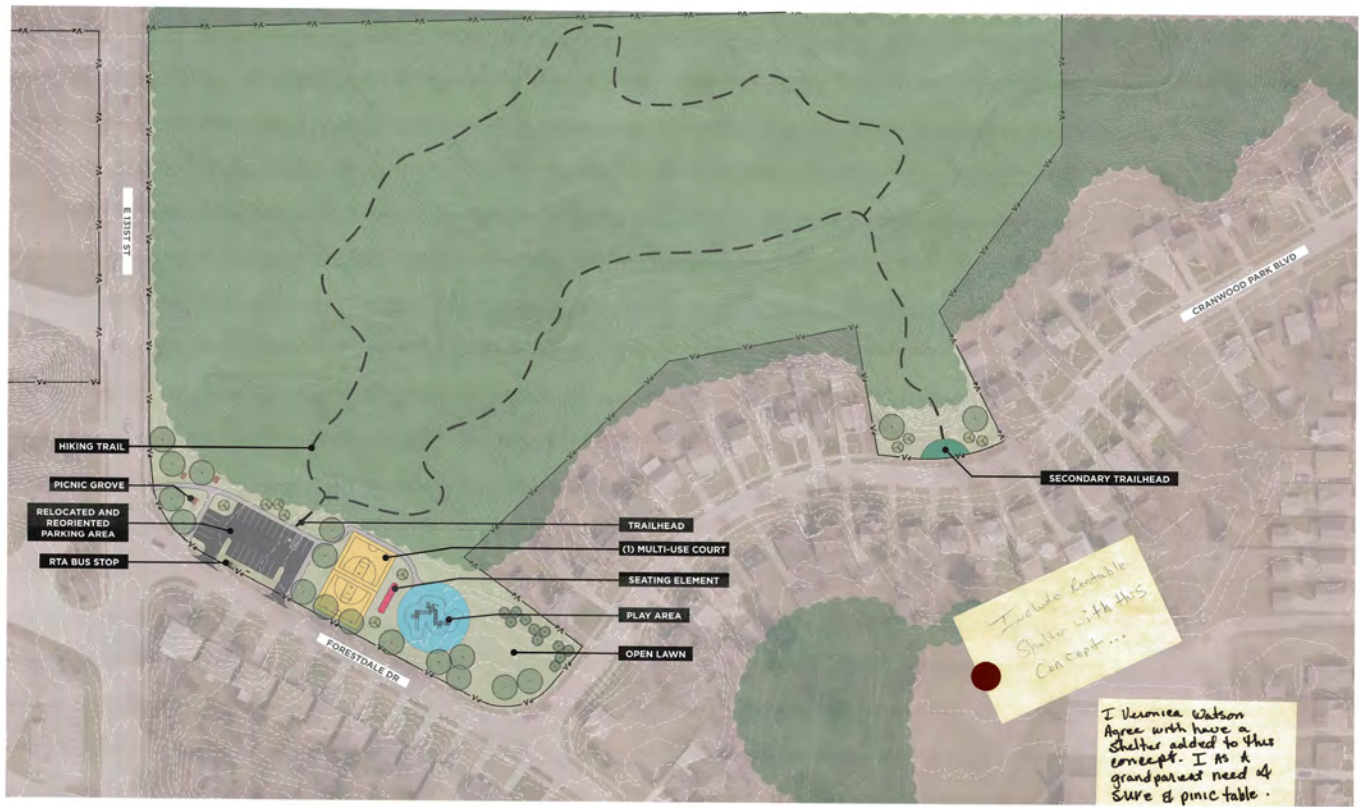 E 131ST ST
CRANWOOD PARK BLVD
HIKING TRAIL
PICNIC GROVE
RELOCATED AND
REORIENTED
PARKING AREA
RTA BUS STOP
TRAILHEAD
(1) MULTI-USE COURT
SEATING ELEMENT
PLAY AREA
OPEN LAWN
SECONDARY TRAILHEAD
FORESTDALE DR
Include Rentable
Shelter with this
Concept...
I Veronica Watson
Agree with have a
Shelter added to this
concept. I As A
grandparent need
Sure & pinic table.